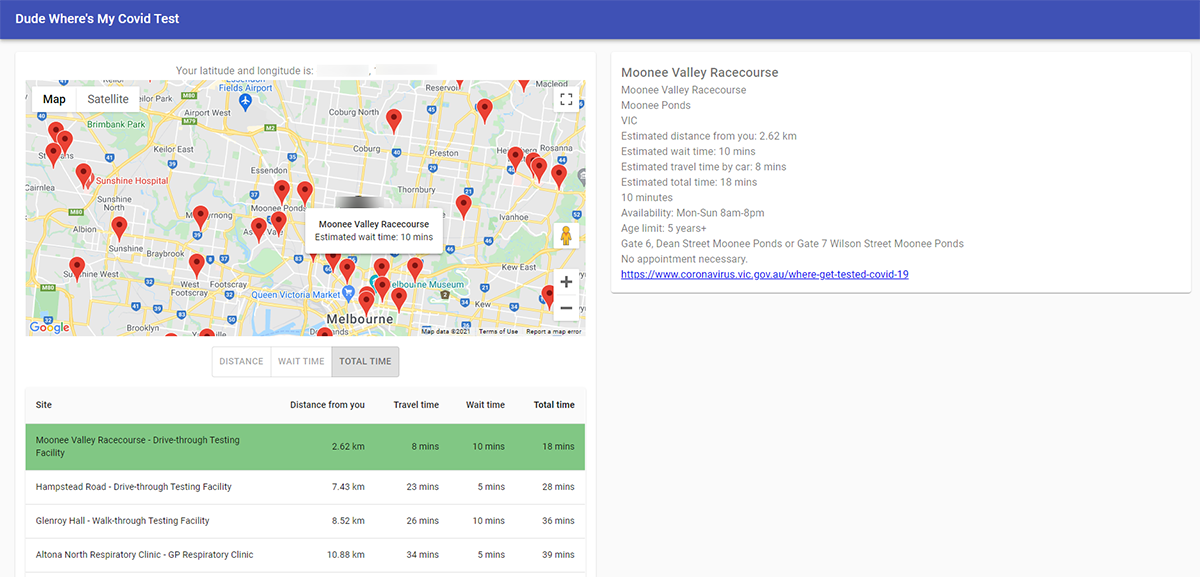 Dude Where's My Covid Test
Your latitude and longitude is: , 
Map
Satellite
Essendon
Fields Airport
Airport West
Keilor Park
Brimbank Park
M80
M79
M2
Reservoir
Macleod
Coburg North
Keilor East
Coburg
Preston
Rosanna
Essendon
Sunshine Hospital
Cairnlea
Sunshine
North
Thornbury
Moonee Ponds
Ivanhoe
M80
Albion
Sunshine
Braybrook
Moonee Valley Racecourse
Estimated wait time: 10 mins
Kew East
West
Footscray
Footscray
Queen Victoria Market
Melbourne Museum
Kew
M80
Brooklyn
Melbourne
Docklands
Google
Map data ©2021
Terms of Use
Report a map error
DISTANCE
WAIT TIME
TOTAL TIME
Site Distance from you Travel time Wait time Total time
Moonee Valley Racecourse - Drive-through Testing
Facility
2.62 km 8 mins 10 mins 18 mins
Hampstead Road - Drive-through Testing Facility 7.43 km 23 mins 5 mins 28 mins
Glenroy Hall - Walk-through Testing Facility 8.52 km 26 mins 10 mins 36 mins
Altona North Respiratory Clinic - GP Respiratory Clinic 10.88 km 34 mins 5 mins 39 mins
Moonee Valley Racecourse
Moonee Valley Racecourse
Moonee Ponds
VIC
Estimated distance from you: 2.62 km
Estimated wait time: 10 mins
Estimated travel time by car: 8 mins
Estimated total time: 18 mins
10 minutes
Availability: Mon-Sun 8am-8pm
Age limit: 5 years+
Gate 6, Dean Street Moonee Ponds or Gate 7 Wilson Street Moonee Ponds
No appointment necessary.
https://www.coronavirus.vic.gov.au/where-get-tested-covid-19